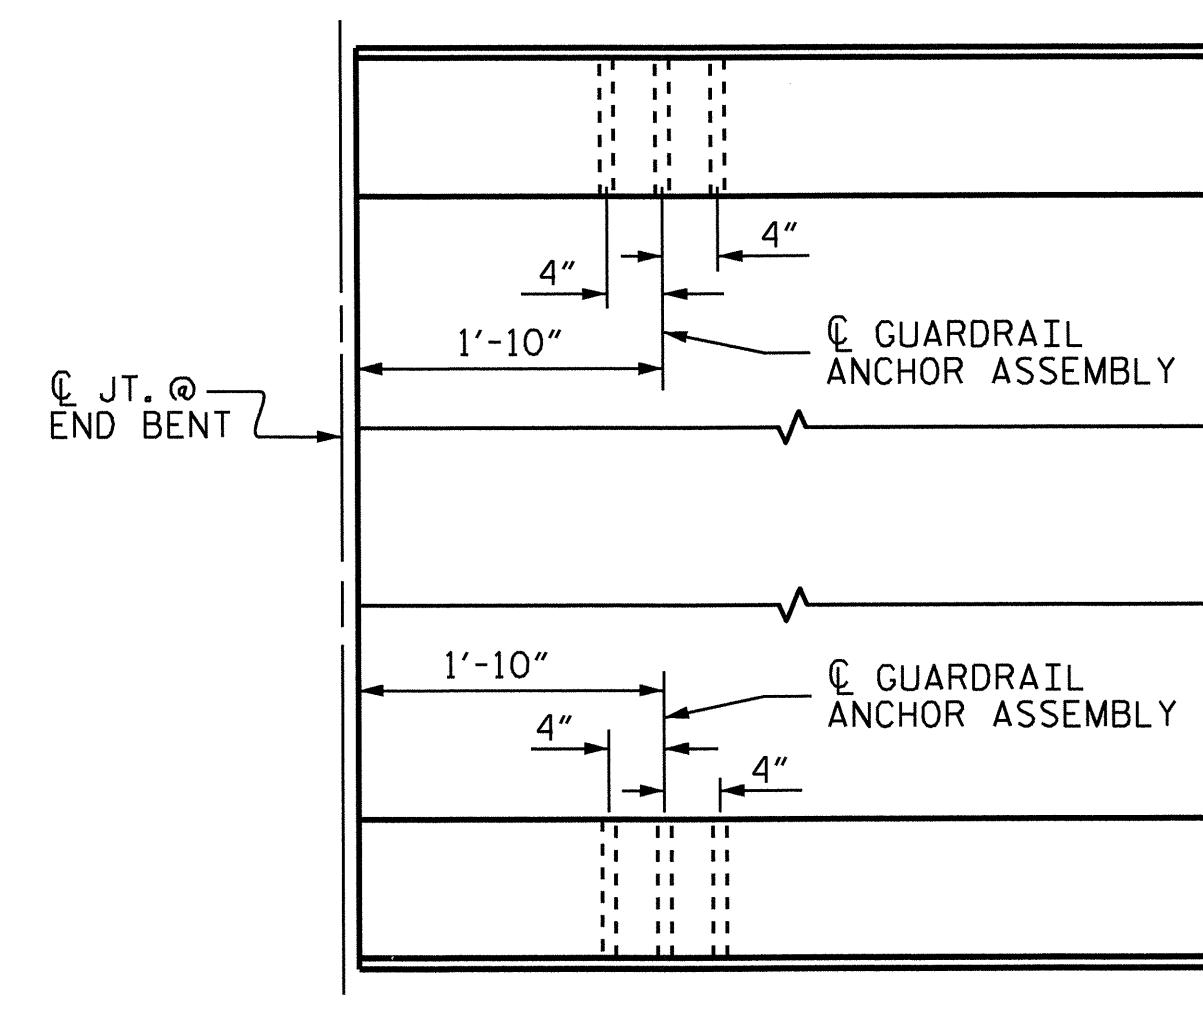 4"
4"
1'-10"
℄ GUARDRAIL
ANCHOR ASSEMBLY
℄ JT. @
END BENT
1'-10"
℄ GUARDRAIL
ANCHOR ASSEMBLY
4"
4"